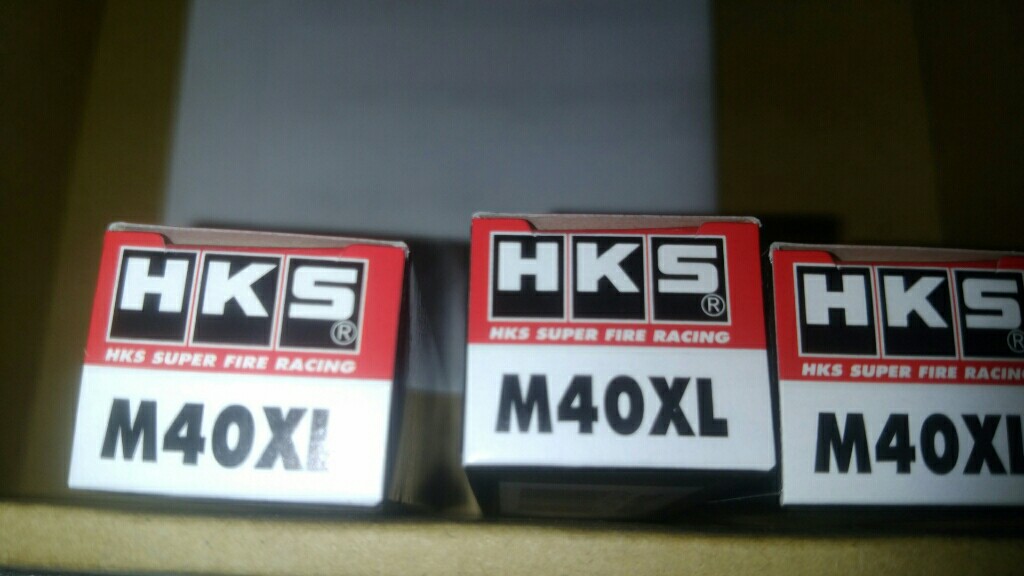 HKS®
HKS SUPER FIRE RACING
M40XL
HKS®
HKS SUPER FIRE RACING
M40XL
HKS®
HKS SUPER FIRE RACING
M40XL